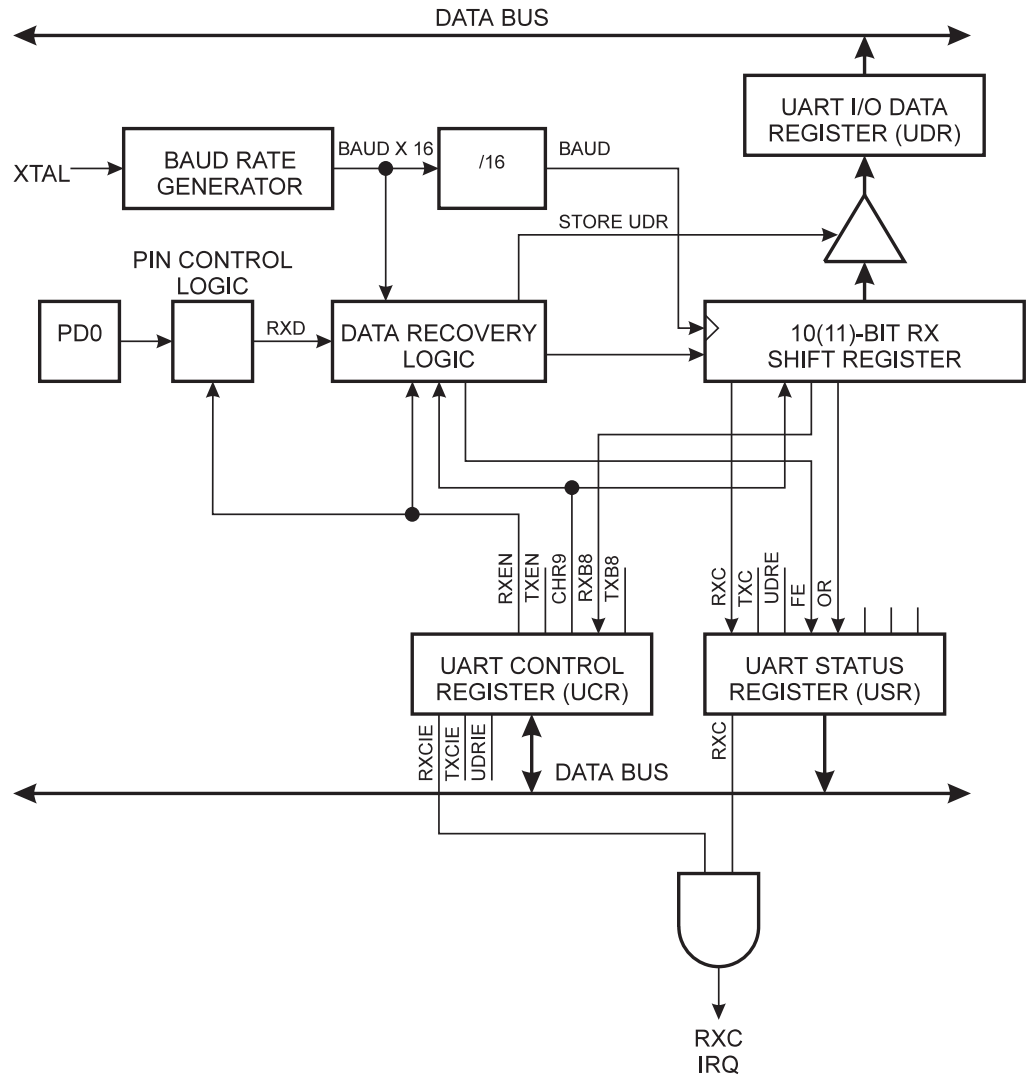 DATA BUS
UART I/O DATA
REGISTER (UDR)
XTAL
BAUD RATE
GENERATOR
BAUD X 16
/16
BAUD
STORE UDR
PIN CONTROL
LOGIC
PD0
RXD
DATA RECOVERY
LOGIC
10(11)-BIT RX
SHIFT REGISTER
RXEN
TXEN
CHR9
RXB8
TXB8
RXC
TXC
UDRE
FE
OR
UART CONTROL
REGISTER (UCR)
UART STATUS
REGISTER (USR)
RXCIE
TXCIE
UDRIE
RXC
DATA BUS
RXC
IRQ